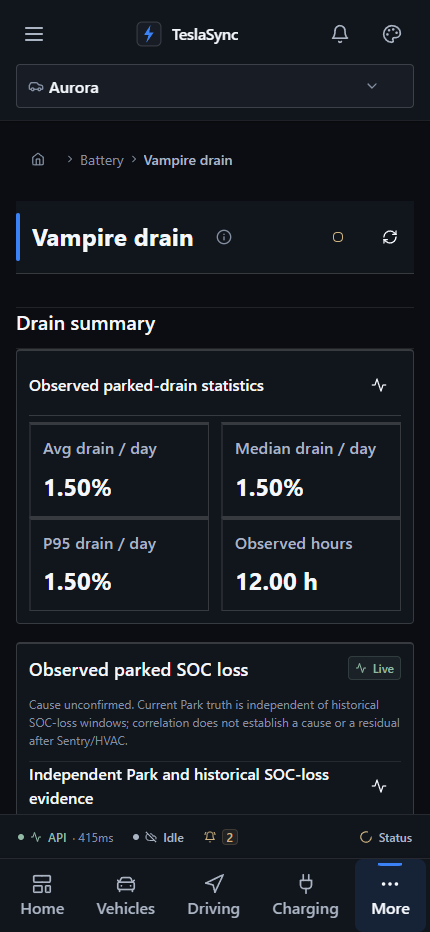 TeslaSync
Aurora
Battery > Vampire drain
Vampire drain
Drain summary
Observed parked-drain statistics
Avg drain / day
Median drain / day
1.50%
1.50%
P95 drain / day
Observed hours
1.50%
12.00 h
Observed parked SOC loss
Live
Cause unconfirmed. Current Park truth is independent of historical
SOC-loss windows; correlation does not establish a cause or a residual
after Sentry/HVAC.
Independent Park and historical SOC-loss
evidence
API · 415ms
Idle
2
Status
Home
Vehicles
Driving
Charging
More